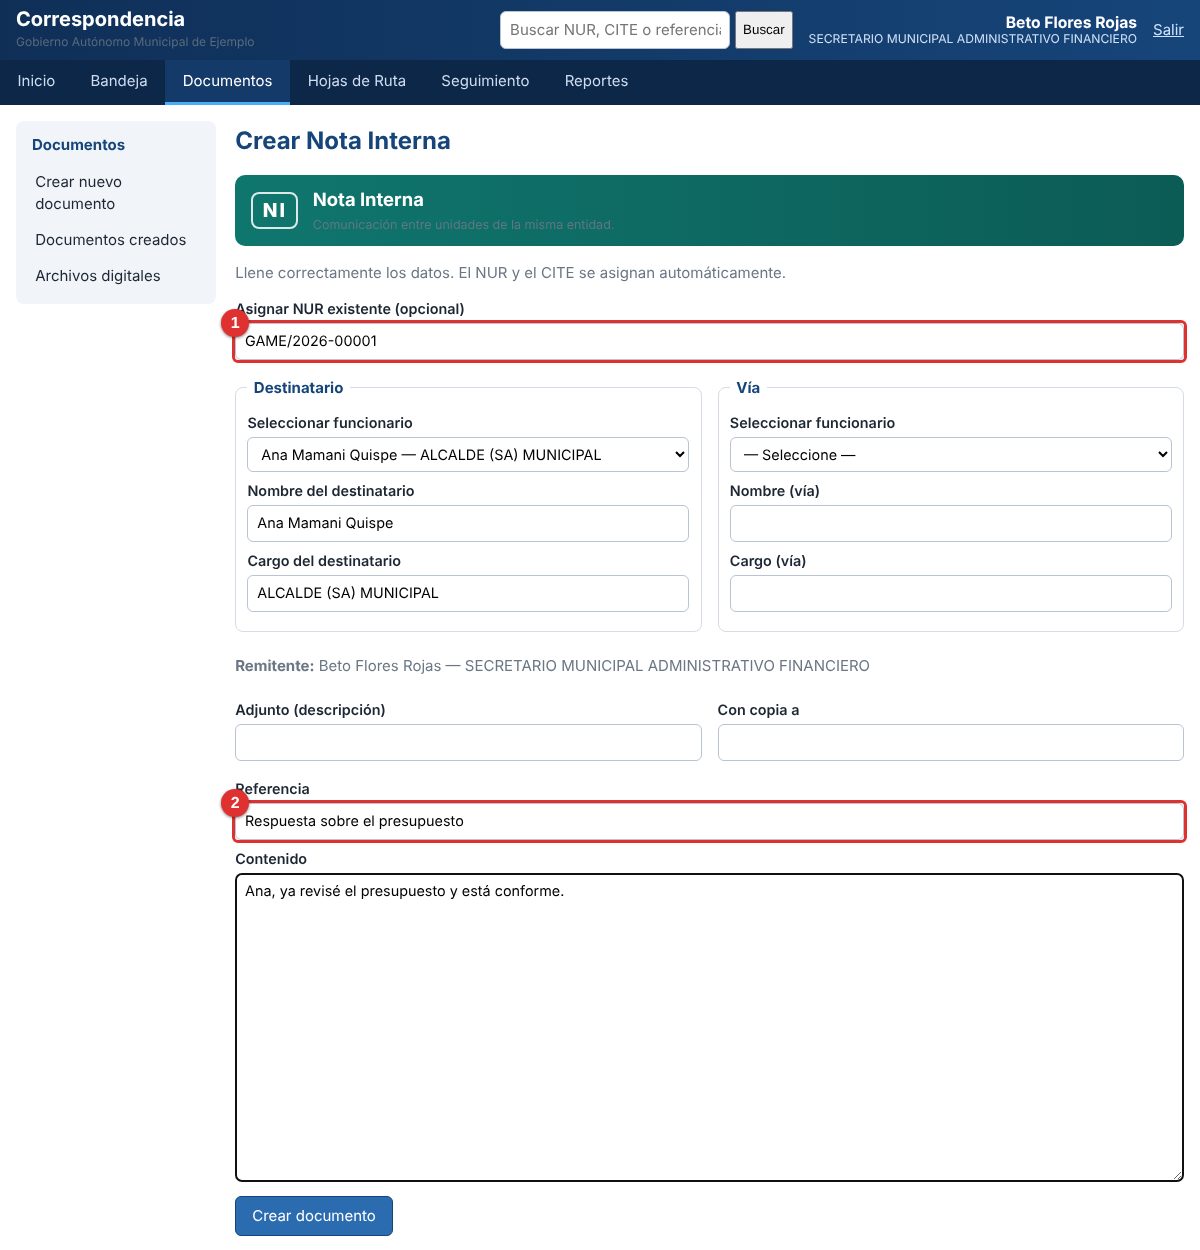 Correspondencia
Gobierno Autónomo Municipal de Ejemplo
Buscar NUR, CITE o referenci
Buscar
Beto Flores Rojas
SECRETARIO MUNICIPAL ADMINISTRATIVO FINANCIERO
Salir
Inicio
Bandeja
Documentos
Hojas de Ruta
Seguimiento
Reportes
Documentos
Crear nuevo
documento
Documentos creados
Archivos digitales
Crear Nota Interna
NI
Nota Interna
Comunicación entre unidades de la misma entidad.
Llene correctamente los datos. El NUR y el CITE se asignan automáticamente.
Asignar NUR existente (opcional)
1
GAME/2026-00001
Destinatario
Seleccionar funcionario
Ana Mamani Quispe — ALCALDE (SA) MUNICIPAL
Nombre del destinatario
Ana Mamani Quispe
Cargo del destinatario
ALCALDE (SA) MUNICIPAL
Vía
Seleccionar funcionario
— Seleccione —
Nombre (vía)
Cargo (vía)
Remitente: Beto Flores Rojas — SECRETARIO MUNICIPAL ADMINISTRATIVO FINANCIERO
Adjunto (descripción)
Con copia a
Referencia
2
Respuesta sobre el presupuesto
Contenido
Ana, ya revisé el presupuesto y está conforme.
Crear documento